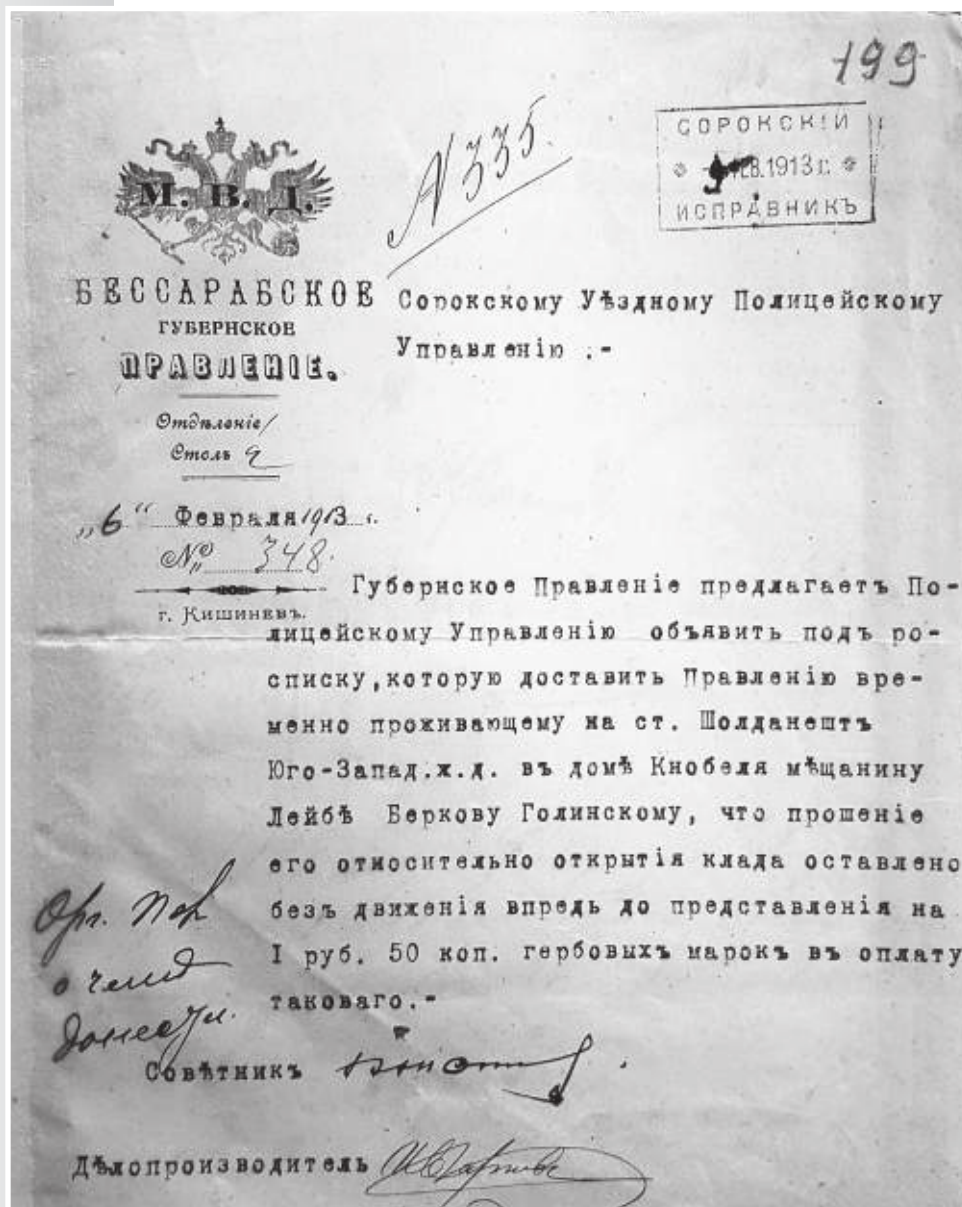 199
М. В. Д.
БЕССАРАБСКОЕ
ГУБЕРНСКОЕ
ПРАВЛЕНІЕ.
Отдѣленіе
Столъ
„6“ Февраля 1913 г.
№ 348.
г. Кишиневъ.
N 335.
СОРОКСКІЙ
ФЕВ. 1913 г.
ИСПРАВНИКЪ
Сорокскому Уѣздному Полицейскому
Управленію :-
Губернское Правленіе предлагаетъ По-
лицейскому Управленію объявить подъ ро-
списку, которую доставить Правленію вре-
менно проживающему на ст. Шолданешт
Юго-Запад.ж.д. въ домѣ Кнобеля мѣщанину
Лейбѣ Беркову Голинскому, что прошеніе
его относительно открытія клада оставлено
безъ движенія впредь до представленія на
I руб. 50 коп. гербовыхъ марокъ въ оплату
таковаго.-
о чемъ
Совѣтникъ
Дѣлопроизводитель